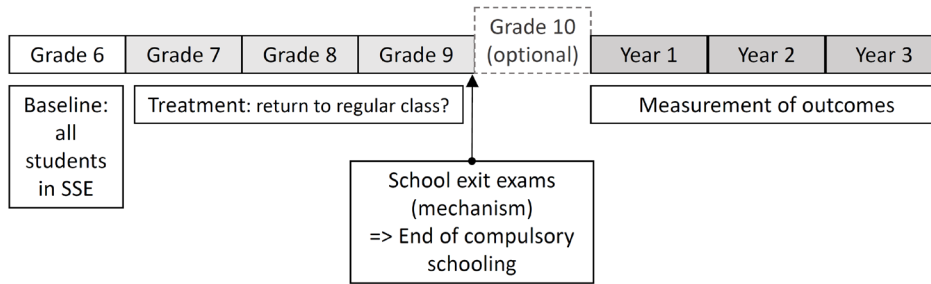 Grade 6 Grade 7 Grade 8 Grade 9 Grade 10 (optional) Year 1 Year 2 Year 3
Baseline:
all
students
in SSE
Treatment: return to regular class?
Measurement of outcomes
School exit exams
(mechanism)
=> End of compulsory
schooling